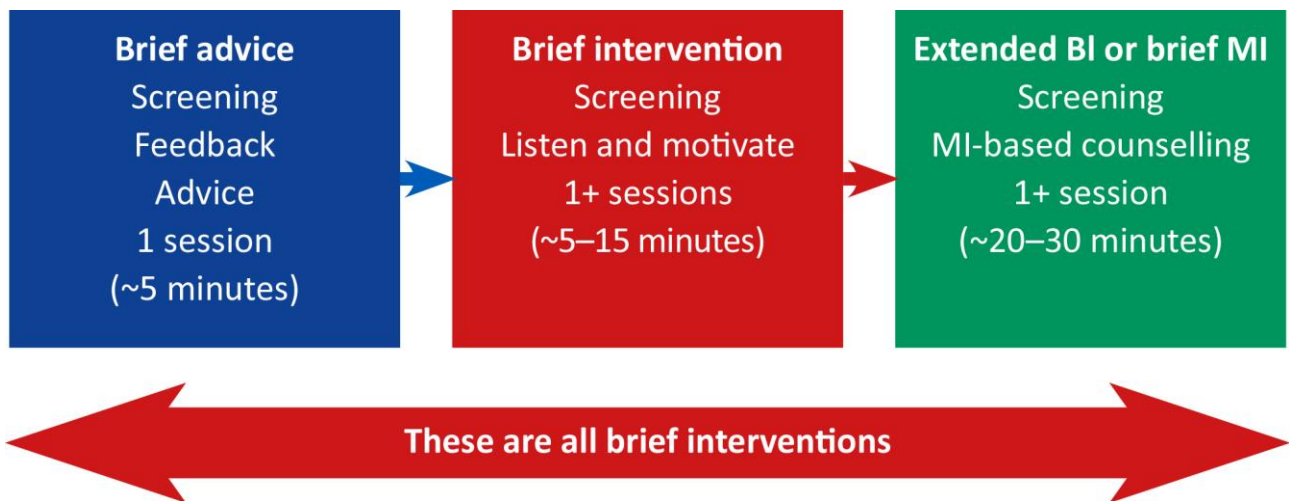 Brief advice
Screening
Feedback
Advice
1 session
(~5 minutes)
Brief intervention
Screening
Listen and motivate
1+ sessions
(~5–15 minutes)
Extended Bl or brief MI
Screening
MI-based counselling
1+ session
(~20–30 minutes)
These are all brief interventions